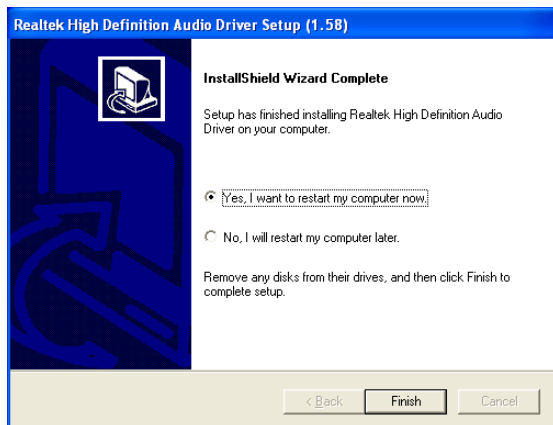 Realtek High Definition Audio Driver Setup (1.58)
InstallShield Wizard Complete
Setup has finished installing Realtek High Definition Audio
Driver on your computer.
Yes, I want to restart my computer now.
No, I will restart my computer later.
Remove any disks from their drives, and then click Finish to
complete setup.
< Back Finish Cancel